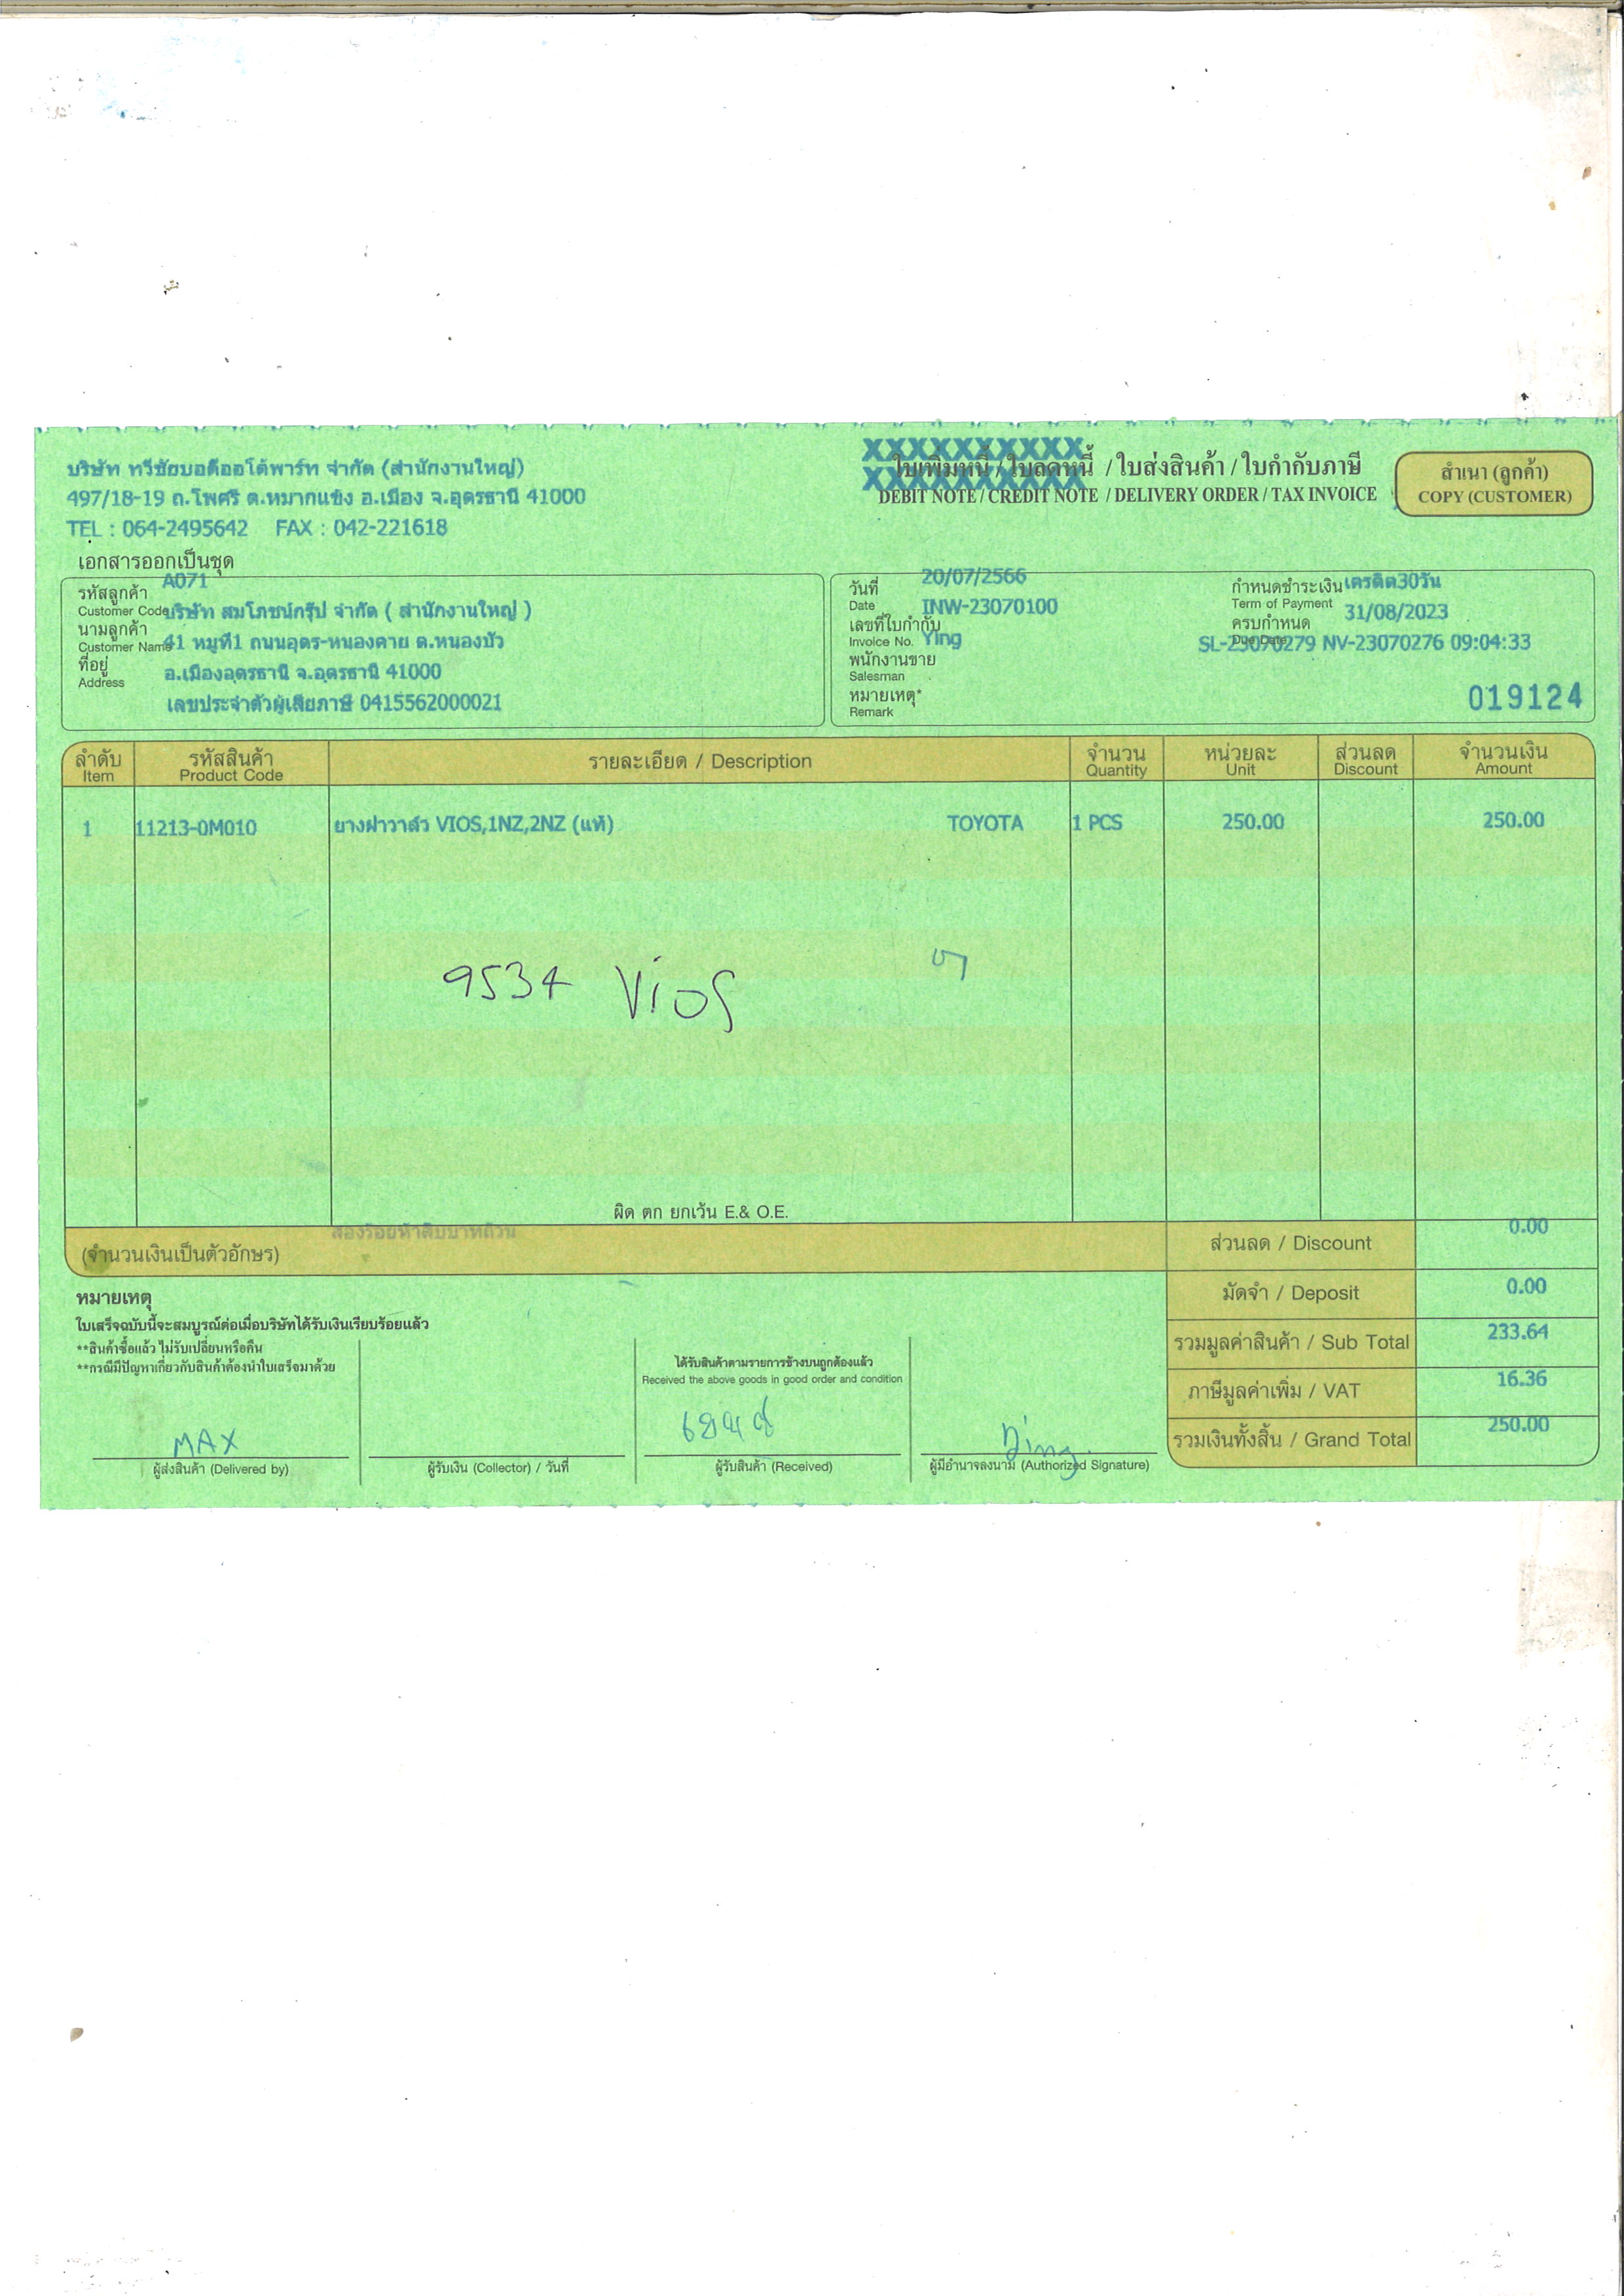 บริษัท ทวีชัยบอดี้ออโต้พาร์ท จำกัด (สำนักงานใหญ่)
497/18-19 ถ.โพศรี ต.หมากแข้ง อ.เมือง จ.อุดรธานี 41000
TEL : 064-2495642 FAX : 042-221618
XXXXXXXXXX
XXXXXXXXXX
ใบเพิ่มหนี้ / ใบลดหนี้ / ใบส่งสินค้า / ใบกำกับภาษี
DEBIT NOTE / CREDIT NOTE / DELIVERY ORDER / TAX INVOICE
สำเนา (ลูกค้า)
COPY (CUSTOMER)
เอกสารออกเป็นชุด
รหัสลูกค้า A071
Customer Code บริษัท สมโภชน์กรุ๊ป จำกัด ( สำนักงานใหญ่ )
นามลูกค้า
Customer Name 41 หมู่ที่1 ถนนอุดร-หนองคาย ต.หนองบัว
ที่อยู่ อ.เมืองอุดรธานี จ.อุดรธานี 41000
Address
เลขประจำตัวผู้เสียภาษี 0415562000021
วันที่ 20/07/2566
Date INW-23070100
เลขที่ใบกำกับ
Invoice No. Ying
พนักงานขาย
Salesman
หมายเหตุ*
Remark
กำหนดชำระเงิน เครดิต30วัน
Term of Payment 31/08/2023
ครบกำหนด
Due Date
SL-23070279 NV-23070276 09:04:33
019124
ลำดับ รหัสสินค้า รายละเอียด / Description จำนวน หน่วยละ ส่วนลด จำนวนเงิน
Item Product Code Quantity Unit Discount Amount
1 11213-0M010 ยางฝาวาล์ว VIOS,1NZ,2NZ (แท้) TOYOTA 1 PCS 250.00 250.00
9534 Vios
ผิด ตก ยกเว้น E.& O.E.
สองร้อยห้าสิบบาทถ้วน
(จำนวนเงินเป็นตัวอักษร)
ส่วนลด / Discount 0.00
มัดจำ / Deposit 0.00
รวมมูลค่าสินค้า / Sub Total 233.64
ภาษีมูลค่าเพิ่ม / VAT 16.36
รวมเงินทั้งสิ้น / Grand Total 250.00
หมายเหตุ
ใบเสร็จฉบับนี้จะสมบูรณ์ต่อเมื่อบริษัทได้รับเงินเรียบร้อยแล้ว
**สินค้าซื้อแล้ว ไม่รับเปลี่ยนหรือคืน
**กรณีมีปัญหาเกี่ยวกับสินค้าต้องนำใบเสร็จมาด้วย
ได้รับสินค้าตามรายการข้างบนถูกต้องแล้ว
Received the above goods in good order and condition
MAX
Ying
ผู้ส่งสินค้า (Delivered by) ผู้รับเงิน (Collector) / วันที่ ผู้รับสินค้า (Received) ผู้มีอำนาจลงนาม (Authorized Signature)